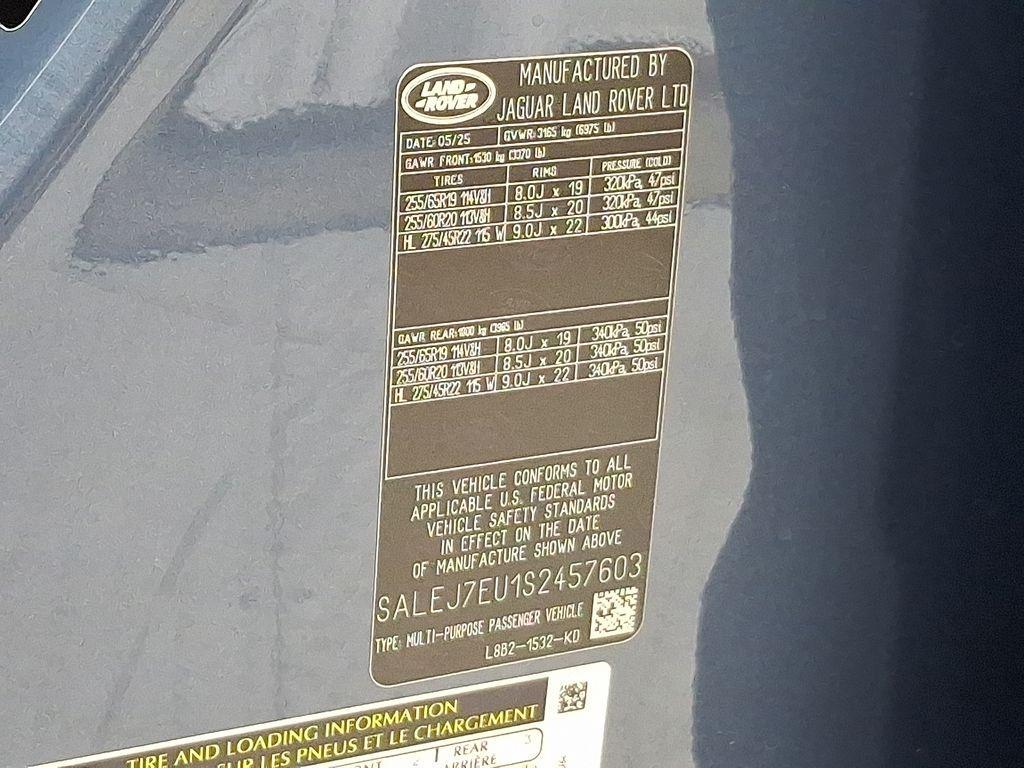 LAND ROVER
MANUFACTURED BY
JAGUAR LAND ROVER LTD
DATE: 05/25 GVWR: 3165 kg (6975 lb)
GAWR FRONT: 1530 kg (3370 lb)
TIRES RIMS PRESSURE (COLD)
255/65R19 114V8H 8.0J x 19 320kPa, 47psi
255/60R20 113V8H 8.5J x 20 320kPa, 47psi
HL 275/45R22 115 W 9.0J x 22 300kPa, 44psi
GAWR REAR: 1800 kg (3965 lb)
255/65R19 114V8H 8.0J x 19 340kPa, 50psi
255/60R20 113V8H 8.5J x 20 340kPa, 50psi
HL 275/45R22 115 W 9.0J x 22 340kPa, 50psi
THIS VEHICLE CONFORMS TO ALL
APPLICABLE U.S. FEDERAL MOTOR
VEHICLE SAFETY STANDARDS
IN EFFECT ON THE DATE
OF MANUFACTURE SHOWN ABOVE
SALEJ7EU1S2457603
TYPE: MULTI-PURPOSE PASSENGER VEHICLE
L8B2-1532-KD
TIRE AND LOADING INFORMATION
SUR LES PNEUS ET LE CHARGEMENT
REAR 3